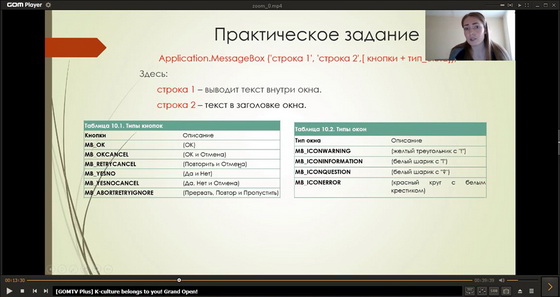 GOM Player
zoom_0.mp4
Практическое задание
Application.MessageBox ('строка 1', 'строка 2',[ кнопки + тип_
Здесь:
строка 1 – выводит текст внутри окна.
строка 2 – текст в заголовке окна.
Таблица 10.1. Типы кнопок
Кнопки Описание
MB_OK (OK)
MB_OKCANCEL (OK и Отмена)
MB_RETRYCANCEL (Повторить и Отмена)
MB_YESNO (Да и Нет)
MB_YESNOCANCEL (Да, Нет и Отмена)
MB_ABORTRETRYIGNORE (Прервать, Повтор и Пропустить)
Таблица 10.2. Типы окон
Тип окна Описание
MB_ICONWARNING (желтый треугольник с "!")
MB_ICONINFORMATION (белый шарик с "i")
MB_ICONQUESTION (белый шарик с "?")
MB_ICONERROR (красный круг с белым крестиком)
00:13:30
[GOMTV Plus] K-culture belongs to you! Grand Open!